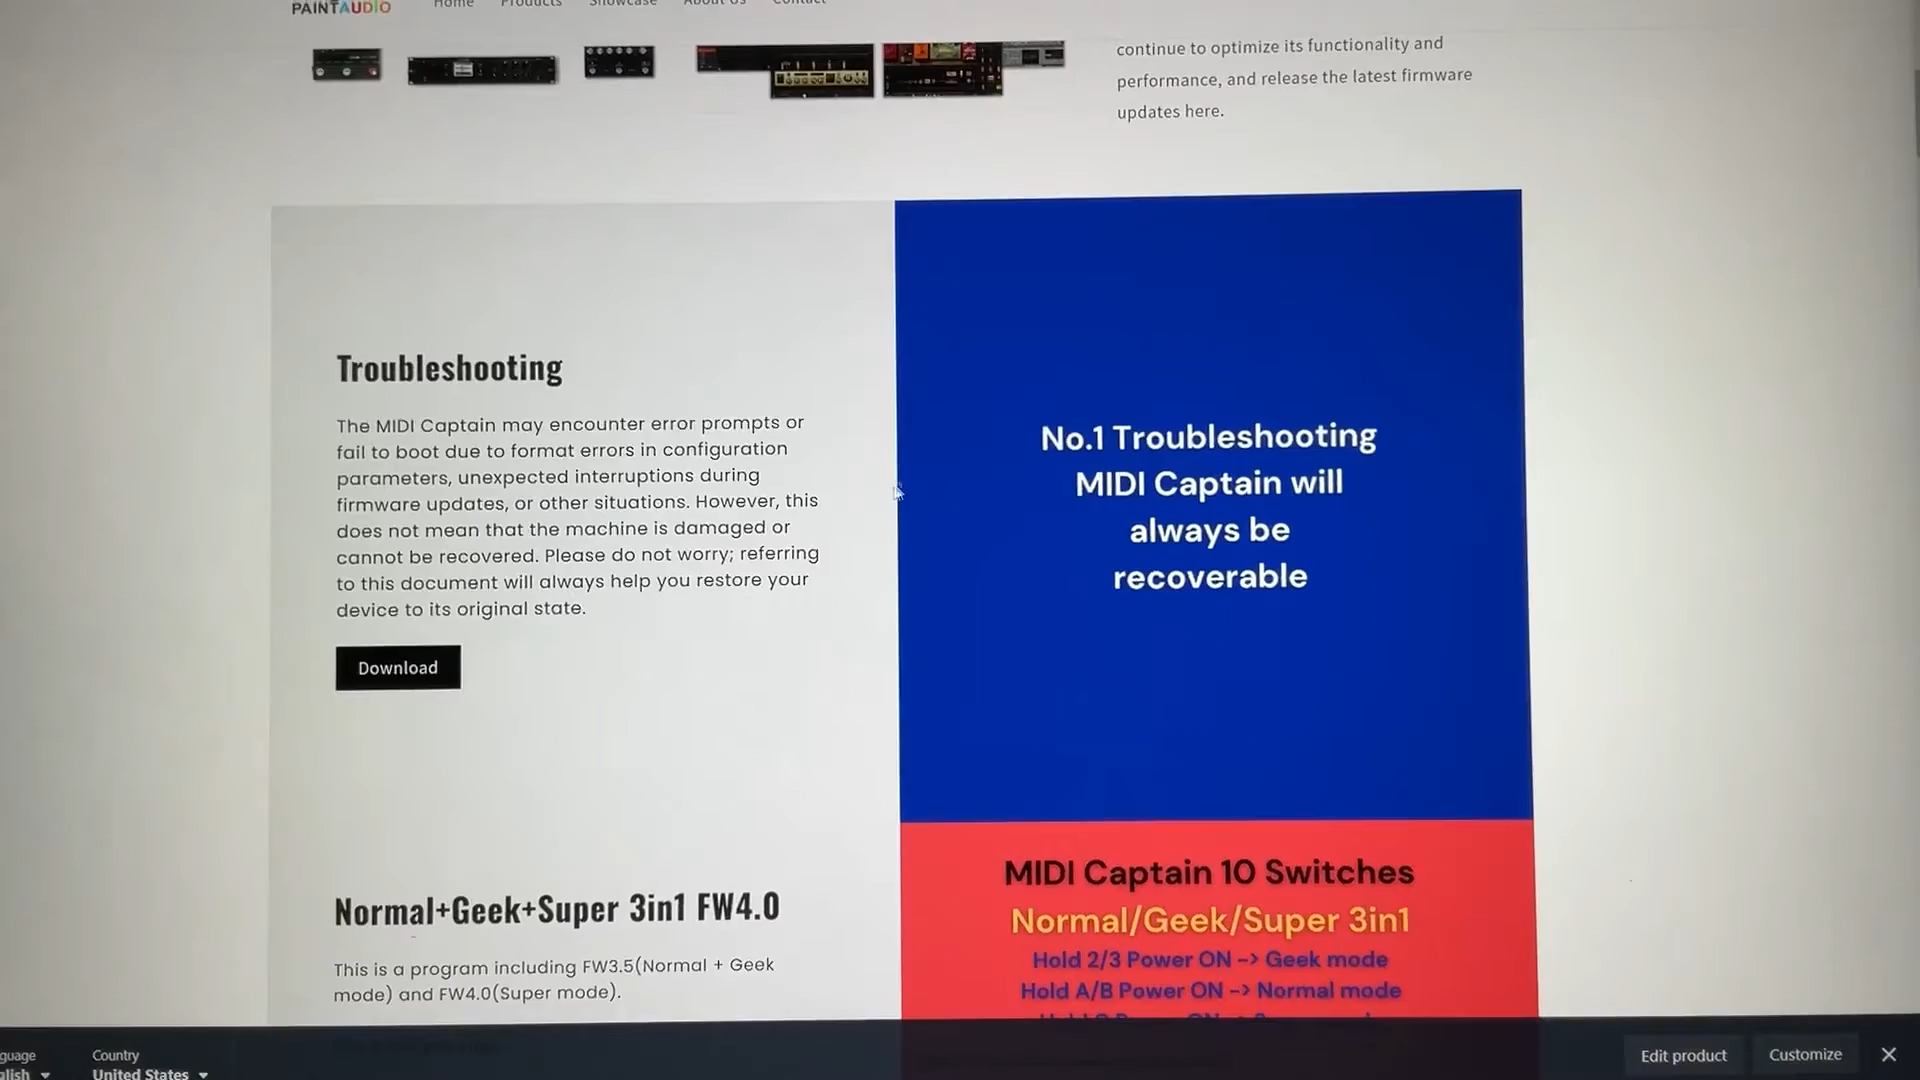 PAINTAUDIO
Home Products Showcase About Us Contact
continue to optimize its functionality and
performance, and release the latest firmware
updates here.
Troubleshooting
The MIDI Captain may encounter error prompts or
fail to boot due to format errors in configuration
parameters, unexpected interruptions during
firmware updates, or other situations. However, this
does not mean that the machine is damaged or
cannot be recovered. Please do not worry; referring
to this document will always help you restore your
device to its original state.
Download
No.1 Troubleshooting
MIDI Captain will
always be
recoverable
Normal+Geek+Super 3in1 FW4.0
This is a program including FW3.5(Normal + Geek
mode) and FW4.0(Super mode).
MIDI Captain 10 Switches
Normal/Geek/Super 3in1
Hold 2/3 Power ON -> Geek mode
Hold A/B Power ON -> Normal mode
guage
glish
Country
United States
Edit product
Customize